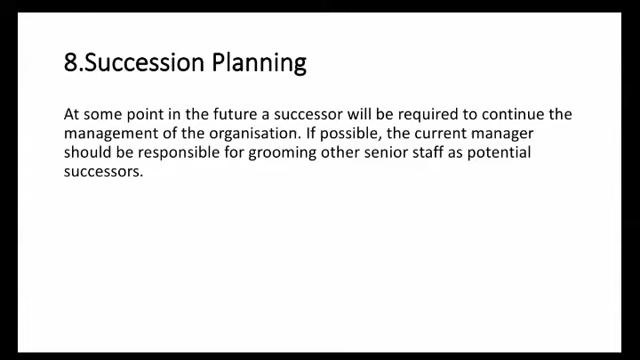 8.Succession Planning
At some point in the future a successor will be required to continue the
management of the organisation. If possible, the current manager
should be responsible for grooming other senior staff as potential
successors.